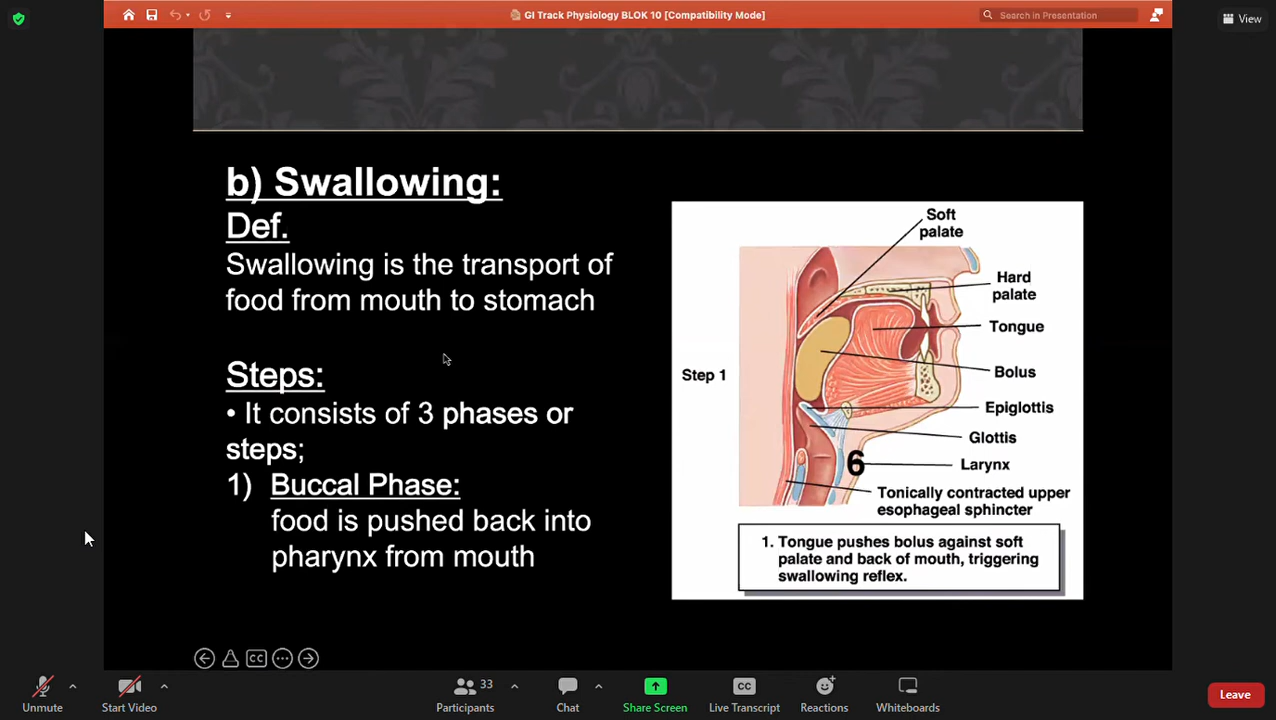 GI Track Physiology BLOK 10 [Compatibility Mode]
Search in Presentation
View
b) Swallowing:
Def.
Swallowing is the transport of
food from mouth to stomach
Steps:
• It consists of 3 phases or
steps;
1) Buccal Phase:
food is pushed back into
pharynx from mouth
Soft
palate
Hard
palate
Tongue
Step 1
Bolus
Epiglottis
Glottis
6
Larynx
Tonically contracted upper
esophageal sphincter
1. Tongue pushes bolus against soft
palate and back of mouth, triggering
swallowing reflex.
CC
Unmute
Start Video
33
Participants
Chat
Share Screen
CC
Live Transcript
Reactions
Whiteboards
Leave